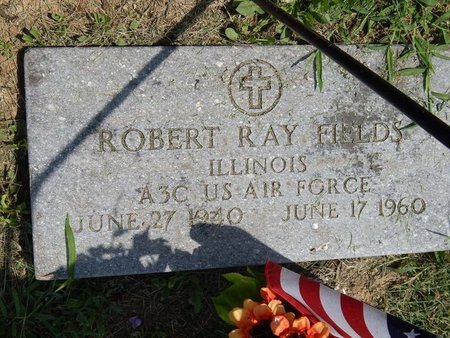 ROBERT RAY FIELDS
ILLINOIS
A3C US AIR FORCE
JUNE 27 1940 JUNE 17 1960